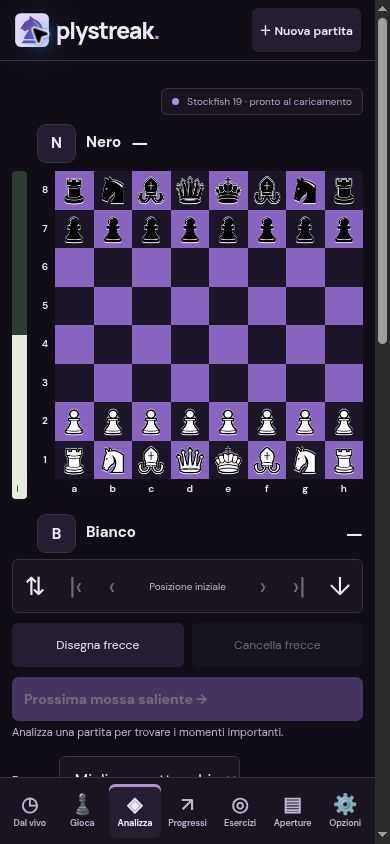 plystreak.
+ Nuova partita
Stockfish 19 · pronto al caricamento
N Nero —
8
7
6
5
4
3
2
1
a b c d e f g h
B Bianco —
Posizione iniziale
Disegna frecce Cancella frecce
Prossima mossa saliente →
Analizza una partita per trovare i momenti importanti.
Dal vivo Gioca Analizza Progressi Esercizi Aperture Opzioni